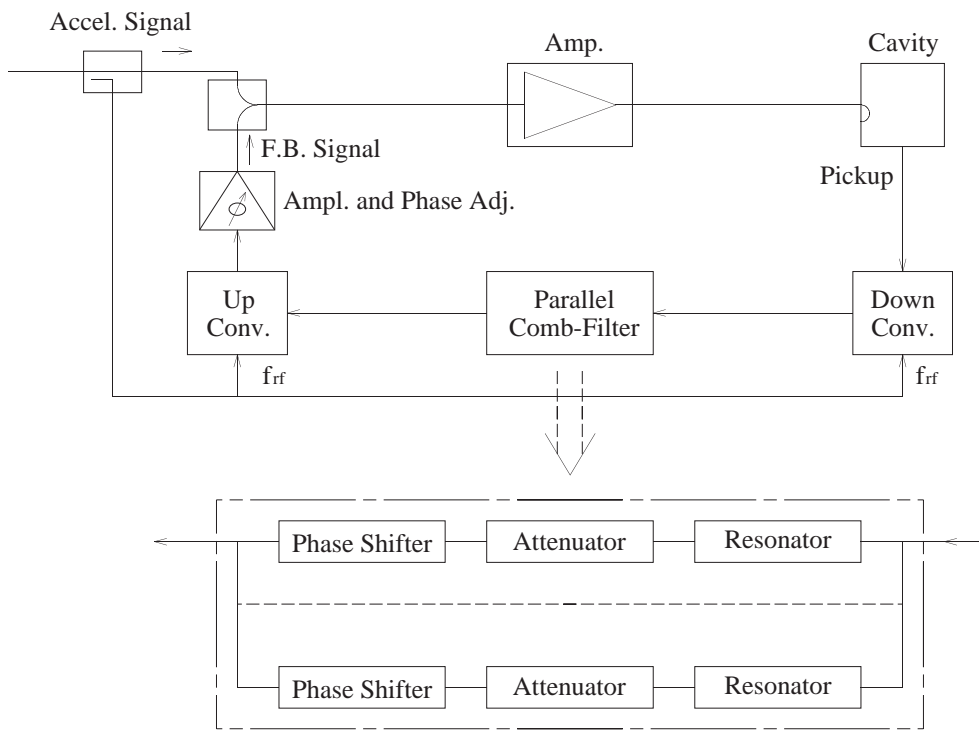 Accel. Signal
Amp.
Cavity
F.B. Signal
Pickup
Ampl. and Phase Adj.
Up
Conv.
Parallel
Comb-Filter
Down
Conv.
frf
frf
Phase Shifter
Attenuator
Resonator
Phase Shifter
Attenuator
Resonator